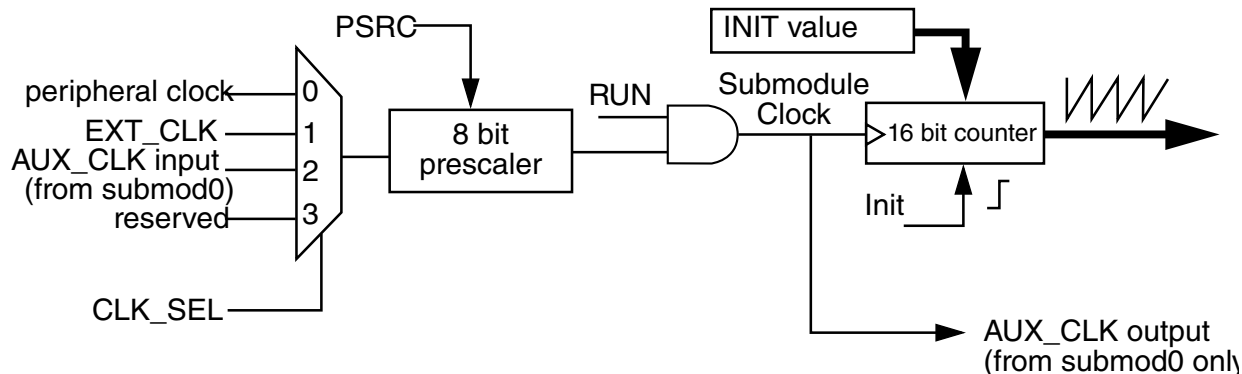 PSRC
INIT value
peripheral clock
0
EXT_CLK
1
AUX_CLK input
(from submod0)
2
reserved
3
CLK_SEL
8 bit
prescaler
RUN
Submodule
Clock
16 bit counter
Init
AUX_CLK output
(from submod0 only